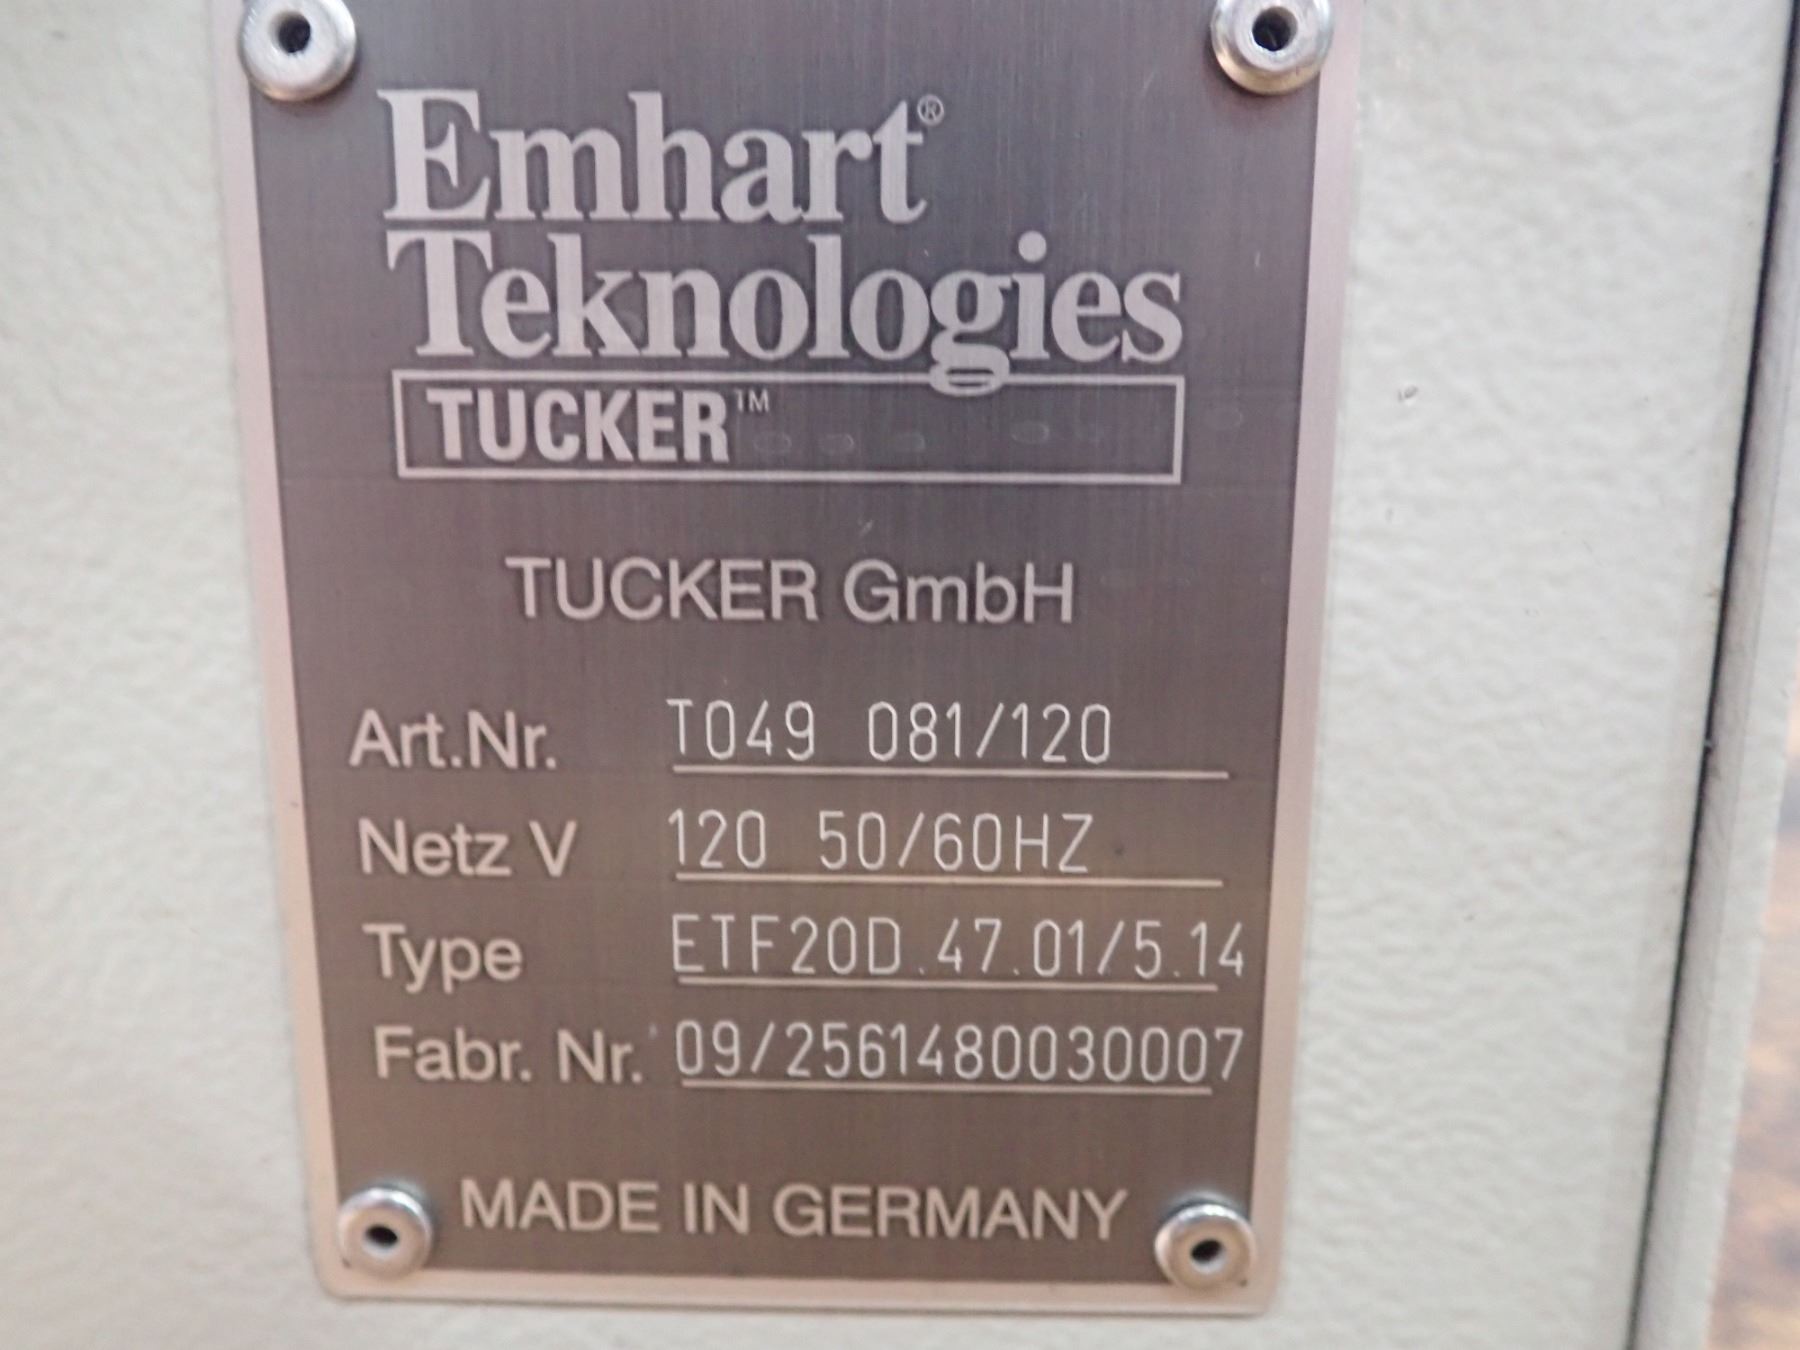 Emhart®
Teknologies
TUCKER™
TUCKER GmbH
Art.Nr. T049 081/120
Netz V 120 50/60HZ
Type ETF20D.47.01/5.14
Fabr. Nr. 09/2561480030007
MADE IN GERMANY